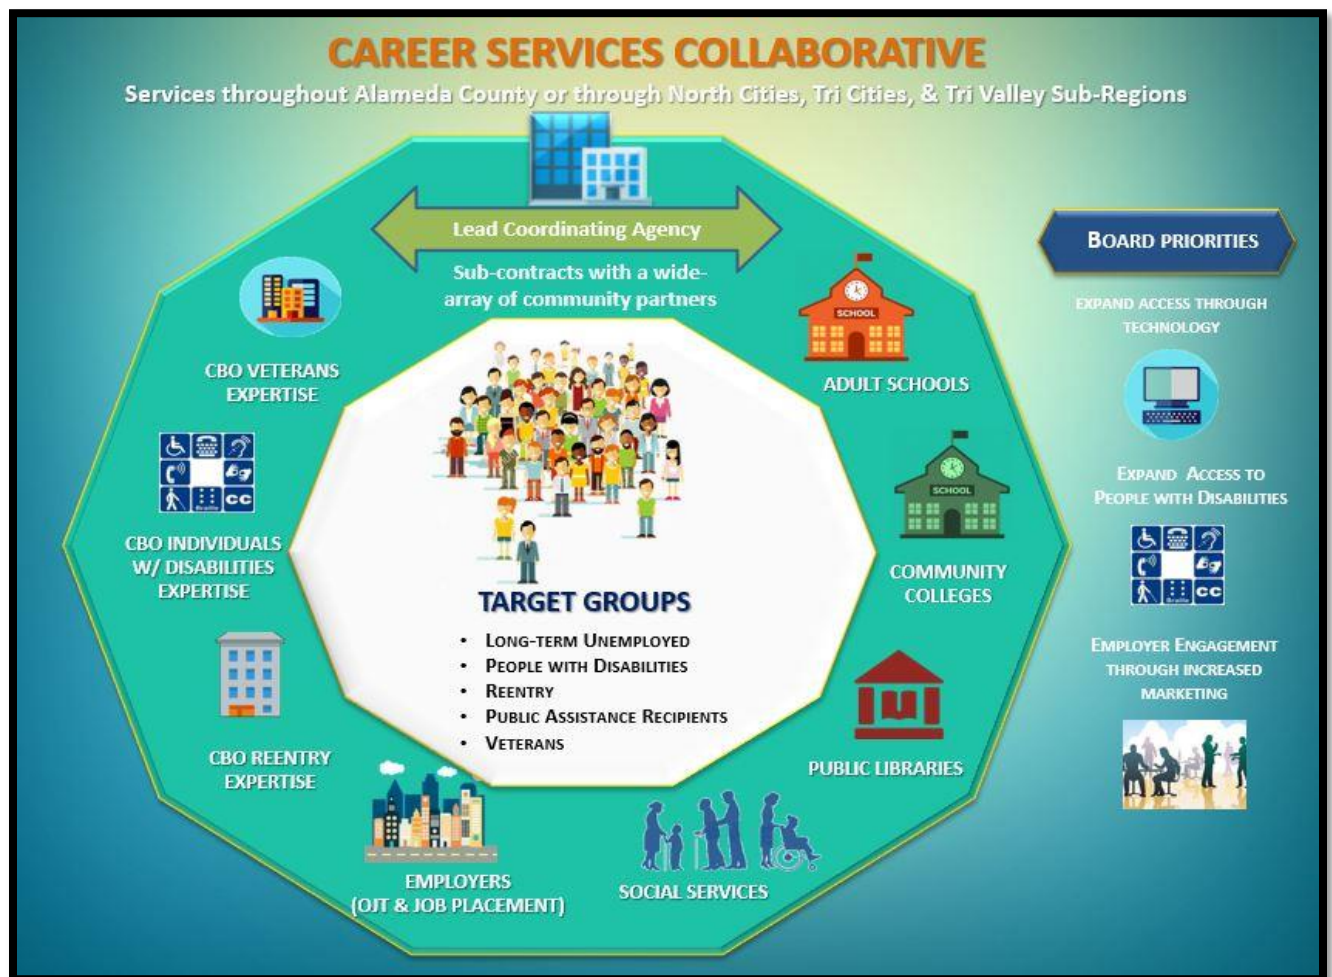 CAREER SERVICES COLLABORATIVE
Services throughout Alameda County or through North Cities, Tri Cities, & Tri Valley Sub-Regions
Lead Coordinating Agency
Sub-contracts with a wide-
array of community partners
CBO VETERANS
EXPERTISE
CBO INDIVIDUALS
W/ DISABILITIES
EXPERTISE
Braille
CC
CBO REENTRY
EXPERTISE
EMPLOYERS
(OJT & JOB PLACEMENT)
SOCIAL SERVICES
PUBLIC LIBRARIES
SCHOOL
COMMUNITY
COLLEGES
SCHOOL
ADULT SCHOOLS
TARGET GROUPS
• LONG-TERM UNEMPLOYED
• PEOPLE WITH DISABILITIES
• REENTRY
• PUBLIC ASSISTANCE RECIPIENTS
• VETERANS
BOARD PRIORITIES
EXPAND ACCESS THROUGH
TECHNOLOGY
EXPAND ACCESS TO
PEOPLE WITH DISABILITIES
Braille
CC
EMPLOYER ENGAGEMENT
THROUGH INCREASED
MARKETING